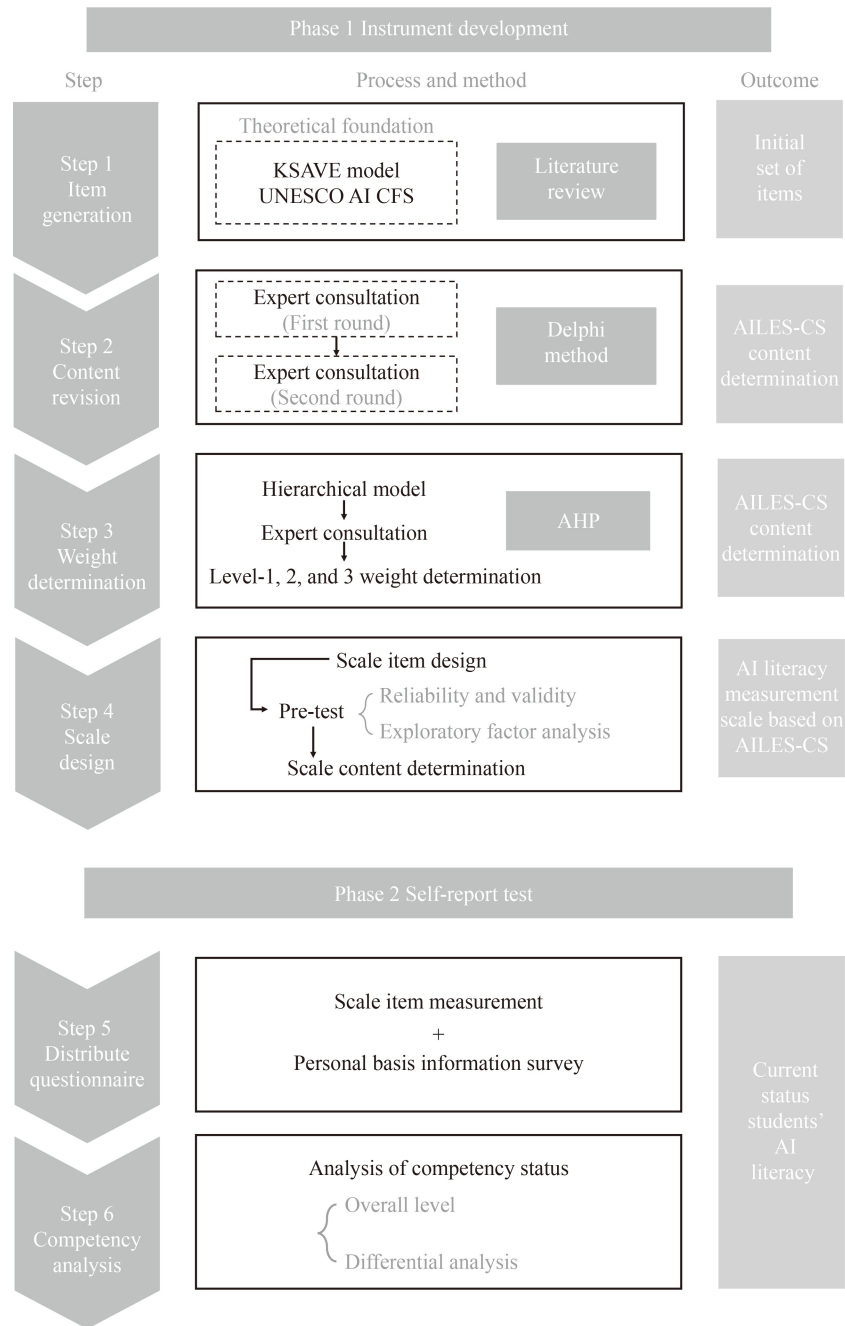 Phase 1 Instrument development
Step
Process and method
Outcome
Step 1
Item
generation
Theoretical foundation
KSAVE model
UNESCO AI CFS
Literature
review
Initial
set of
items
Step 2
Content
revision
Expert consultation
(First round)
Expert consultation
(Second round)
Delphi
method
AILES-CS
content
determination
Step 3
Weight
determination
Hierarchical model
Expert consultation
Level-1, 2, and 3 weight determination
AHP
AILES-CS
content
determination
Step 4
Scale
design
Scale item design
Pre-test
Reliability and validity
Exploratory factor analysis
Scale content determination
AI literacy
measurement
scale based on
AILES-CS
Phase 2 Self-report test
Step 5
Distribute
questionnaire
Scale item measurement
+
Personal basis information survey
Step 6
Competency
analysis
Analysis of competency status
Overall level
Differential analysis
Current
status
students’
AI
literacy